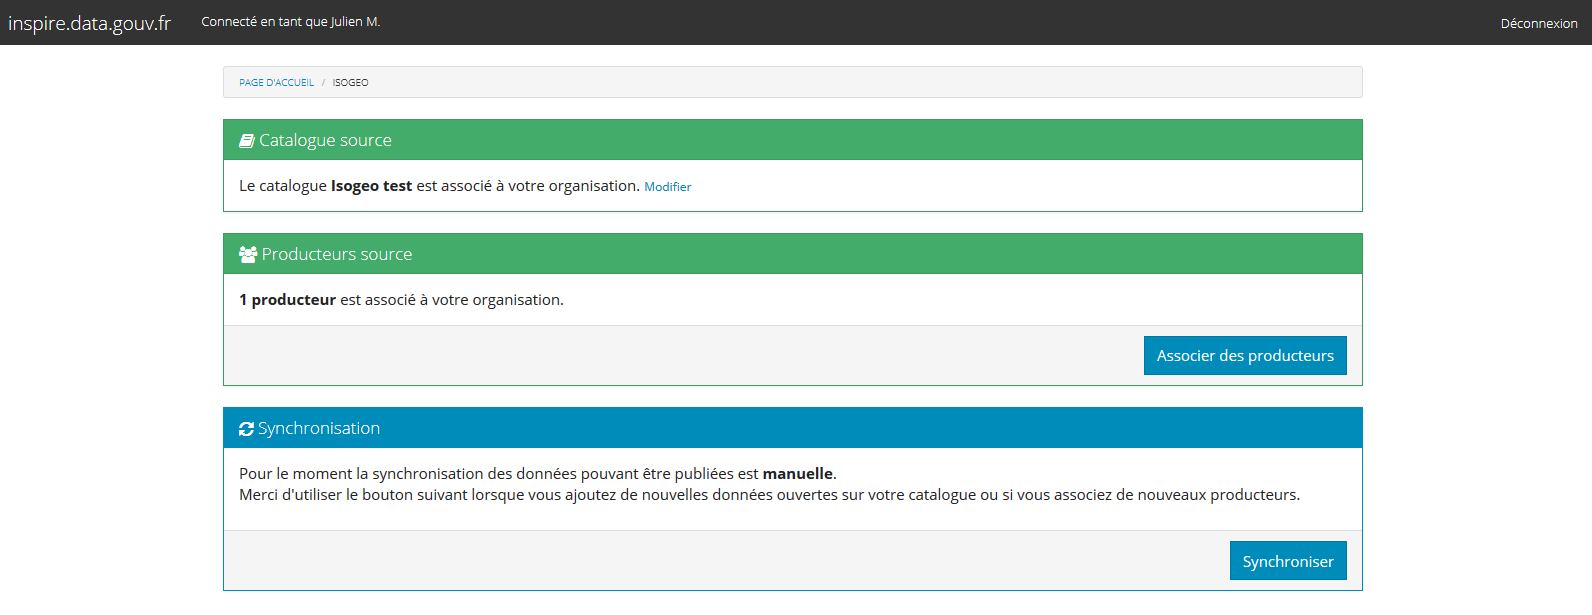 inspire.data.gouv.fr
Connecté en tant que Julien M.
Déconnexion
PAGE D'ACCUEIL / ISOGEO
Catalogue source
Le catalogue Isogeo test est associé à votre organisation. Modifier
Producteurs source
1 producteur est associé à votre organisation.
Associer des producteurs
Synchronisation
Pour le moment la synchronisation des données pouvant être publiées est manuelle.
Merci d'utiliser le bouton suivant lorsque vous ajoutez de nouvelles données ouvertes sur votre catalogue ou si vous associez de nouveaux producteurs.
Synchroniser